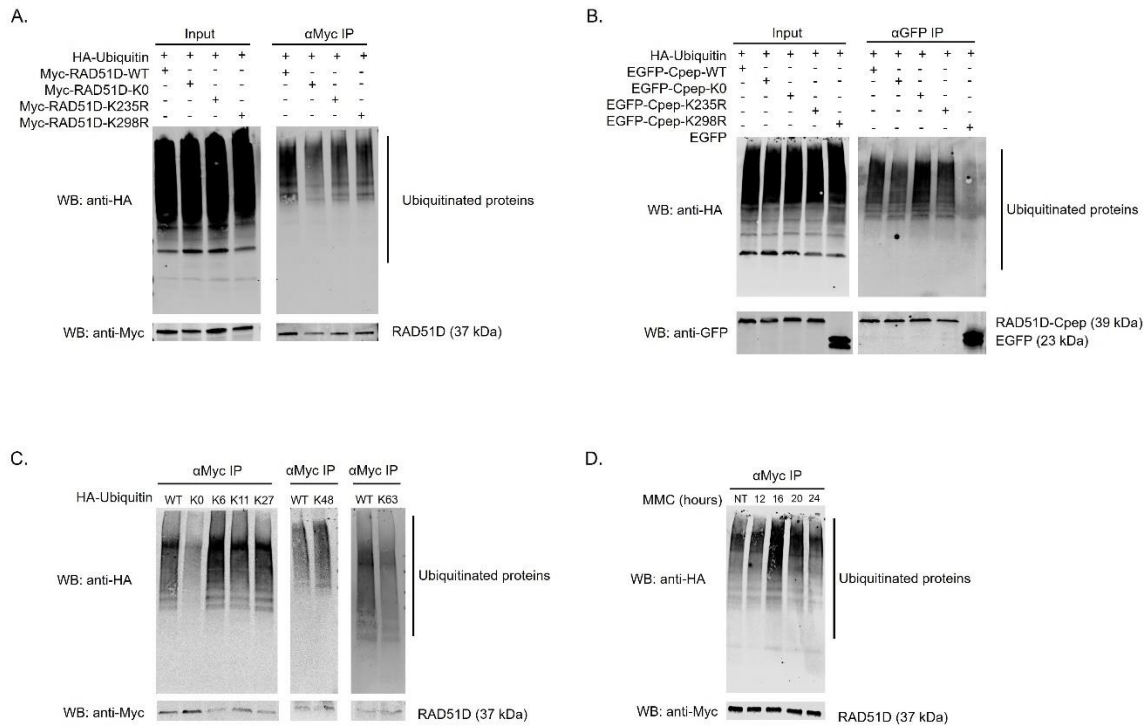 A.
Input αMyc IP
HA-Ubiquitin + + + + + + + +
Myc-RAD51D-WT + - - - + - - -
Myc-RAD51D-K0 - + - - - + - -
Myc-RAD51D-K235R - - + - - - + -
Myc-RAD51D-K298R - - - + - - - +
WB: anti-HA
Ubiquitinated proteins
WB: anti-Myc
RAD51D (37 kDa)
B.
Input αGFP IP
HA-Ubiquitin + + + + + + + + + +
EGFP-Cpep-WT + - - - - + - - - -
EGFP-Cpep-K0 - + - - - - + - - -
EGFP-Cpep-K235R - - + - - - - + - -
EGFP-Cpep-K298R - - - + - - - - + -
EGFP - - - - + - - - - +
WB: anti-HA
Ubiquitinated proteins
WB: anti-GFP
RAD51D-Cpep (39 kDa)
EGFP (23 kDa)
C.
αMyc IP αMyc IP αMyc IP
HA-Ubiquitin WT K0 K6 K11 K27 WT K48 WT K63
WB: anti-HA
Ubiquitinated proteins
WB: anti-Myc
RAD51D (37 kDa)
D.
αMyc IP
MMC (hours) NT 12 16 20 24
WB: anti-HA
Ubiquitinated proteins
WB: anti-Myc
RAD51D (37 kDa)